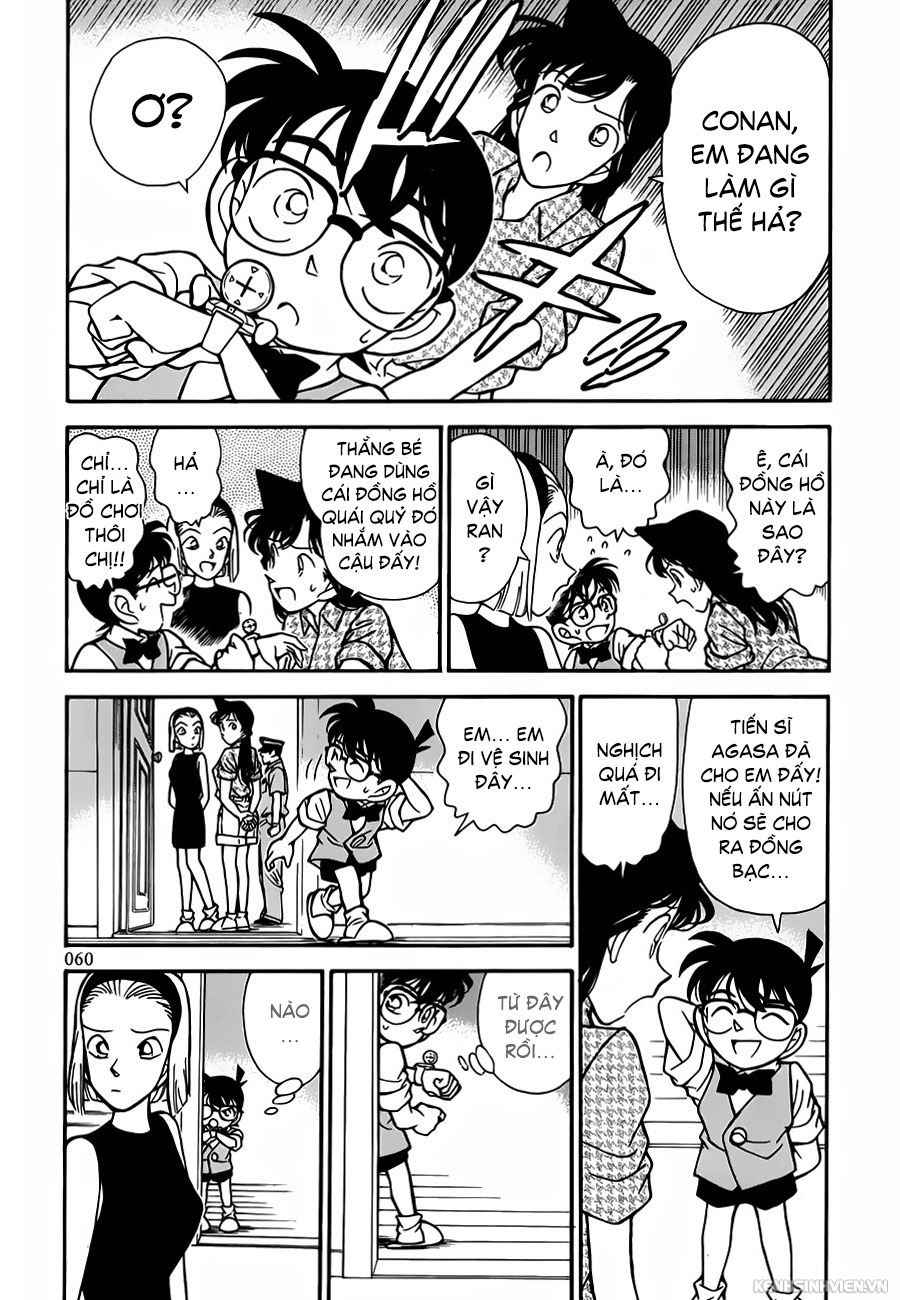 CONAN,
EM ĐANG
LÀM GÌ
THẾ HẢ?
Ơ?
Ê, CÁI
ĐỒNG HỒ
NÀY LÀ
SAO
ĐÂY?
À, ĐÓ
LÀ...
GÌ
VẬY
RAN
?
THẰNG BÉ
ĐANG DÙNG
CÁI ĐỒNG HỒ
QUÁI QUỶ ĐÓ
NHẮM VÀO
CẬU ĐẤY!
HẢ
...
CHỈ...
CHỈ LÀ
ĐỒ CHƠI
THÔI
CHỊ!!
TIẾN SĨ
AGASA ĐÃ
CHO EM ĐẤY!
NẾU ẤN NÚT
NÓ SẼ CHO
RA ĐỒNG
BẠC...
NGHỊCH
QUÁ ĐI
MẤT...
EM... EM
ĐI VỆ SINH
ĐÂY...
060
TỪ ĐÂY
ĐƯỢC
RỒI...
NÀO
...
KENHSINHVIEN.VN